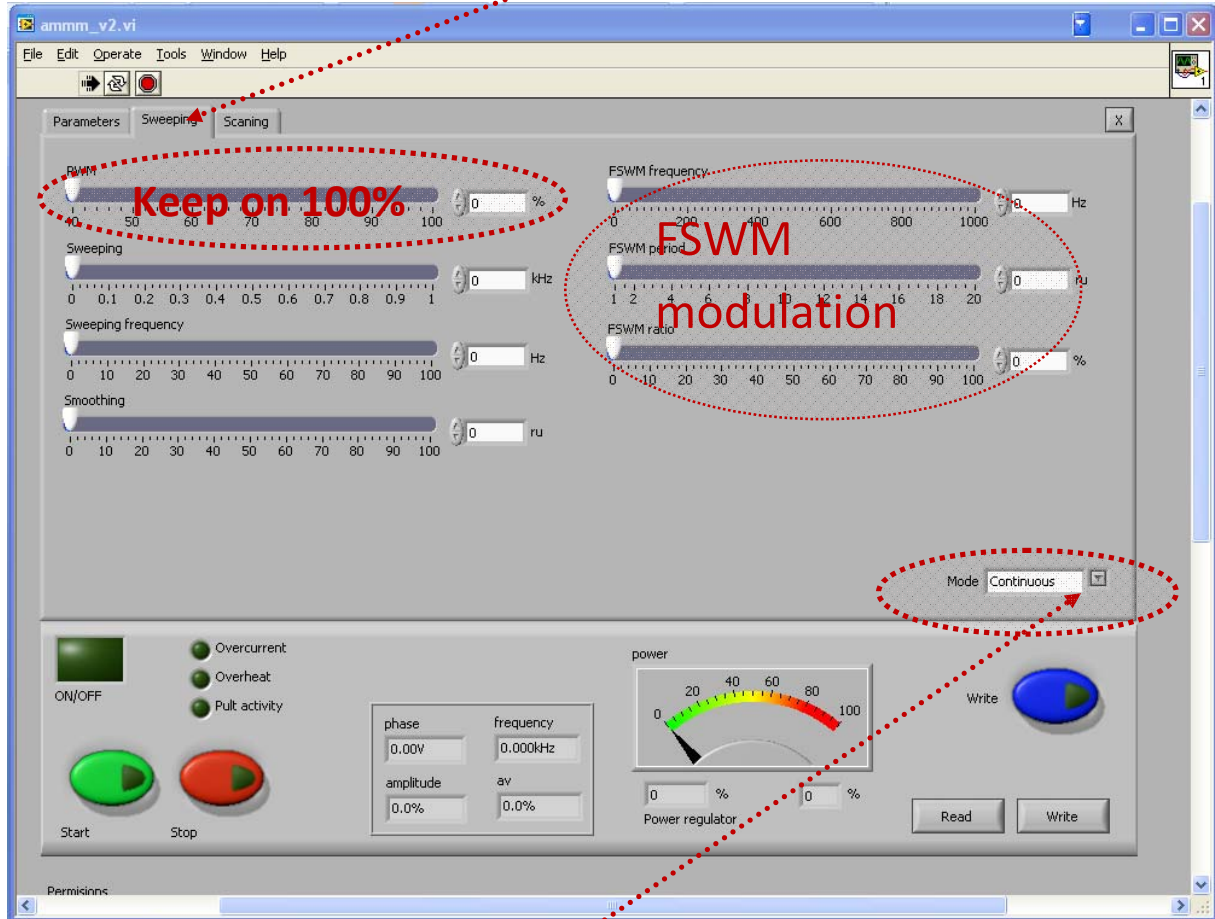 ammm_v2.vi
File Edit Operate Tools Window Help
1
Parameters Sweeping Scaning X
PWM
Keep on 100%
0 %
40 50 60 70 80 90 100
Sweeping
0 kHz
0 0.1 0.2 0.3 0.4 0.5 0.6 0.7 0.8 0.9 1
Sweeping frequency
0 Hz
0 10 20 30 40 50 60 70 80 90 100
Smoothing
0 ru
0 10 20 30 40 50 60 70 80 90 100
FSWM frequency
0 Hz
0 200 400 600 800 1000
FSWM
FSWM period
0 ru
1 2 4 6 8 10 12 14 16 18 20
modulation
FSWM ratio
0 %
0 10 20 30 40 50 60 70 80 90 100
Mode Continuous
ON/OFF
Overcurrent
Overheat
Pult activity
Start Stop
phase frequency
0.00V 0.000kHz
amplitude av
0.0% 0.0%
power
0 20 40 60 80 100
0 % 0 %
Power regulator
Write
Read Write
Permisions